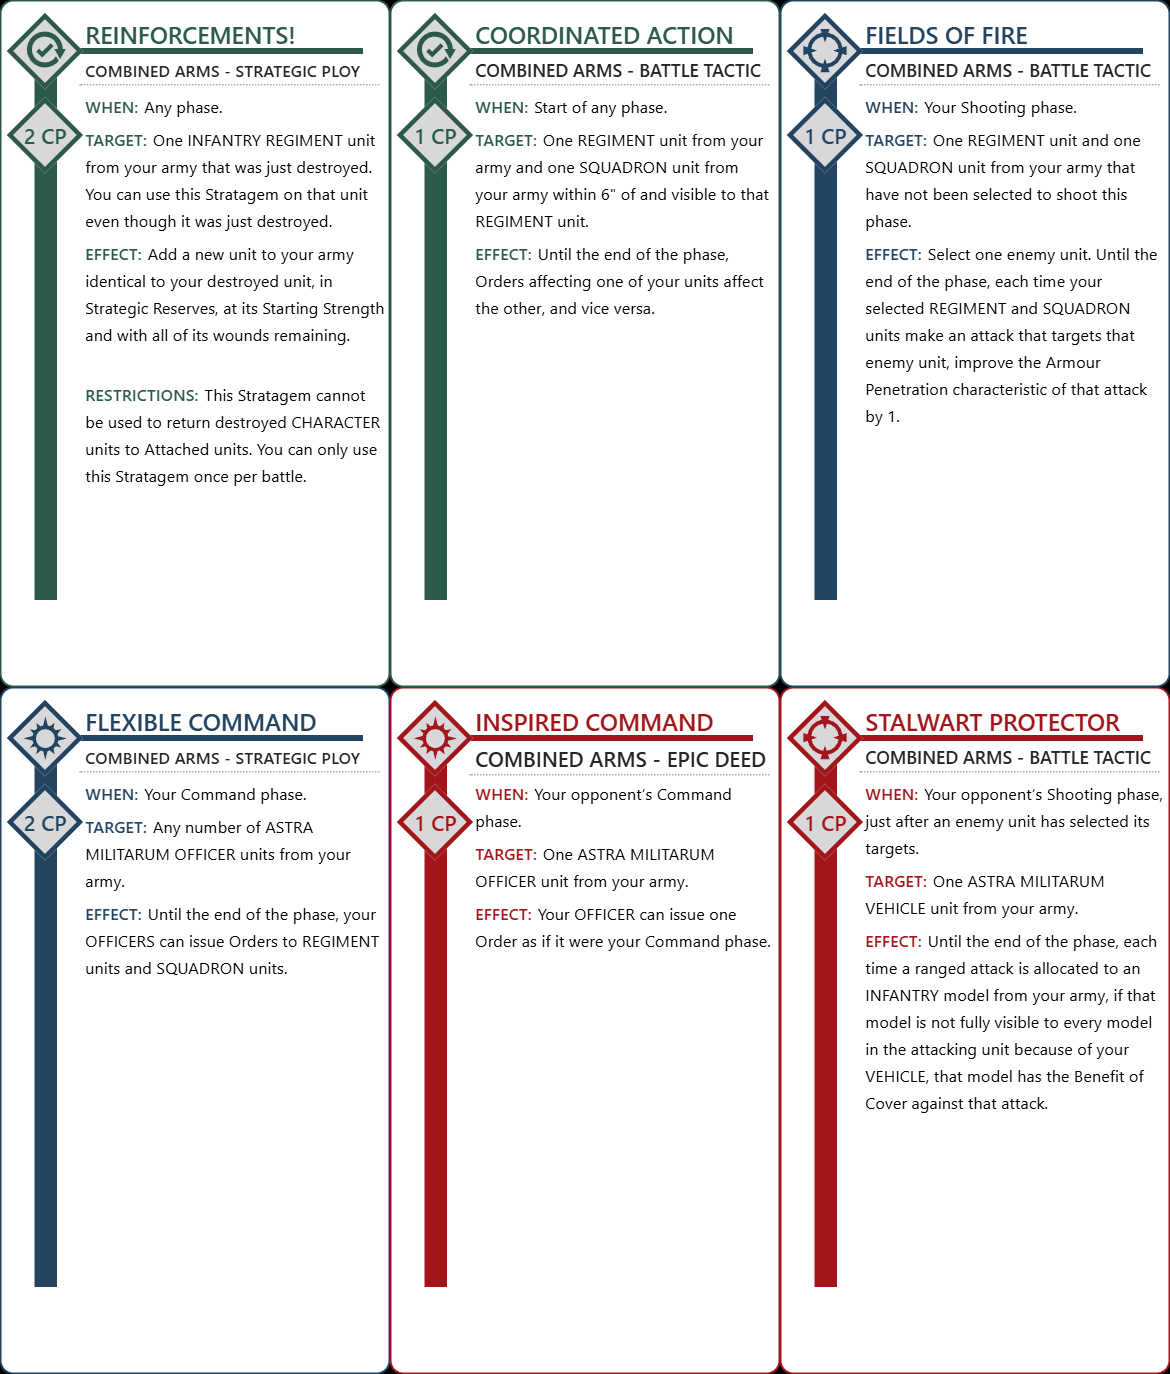 REINFORCEMENTS!
COMBINED ARMS - STRATEGIC PLOY
2 CP
WHEN: Any phase.
TARGET: One INFANTRY REGIMENT unit
from your army that was just destroyed.
You can use this Stratagem on that unit
even though it was just destroyed.
EFFECT: Add a new unit to your army
identical to your destroyed unit, in
Strategic Reserves, at its Starting Strength
and with all of its wounds remaining.
RESTRICTIONS: This Stratagem cannot
be used to return destroyed CHARACTER
units to Attached units. You can only use
this Stratagem once per battle.
COORDINATED ACTION
COMBINED ARMS - BATTLE TACTIC
1 CP
WHEN: Start of any phase.
TARGET: One REGIMENT unit from your
army and one SQUADRON unit from
your army within 6" of and visible to that
REGIMENT unit.
EFFECT: Until the end of the phase,
Orders affecting one of your units affect
the other, and vice versa.
FIELDS OF FIRE
COMBINED ARMS - BATTLE TACTIC
1 CP
WHEN: Your Shooting phase.
TARGET: One REGIMENT unit and one
SQUADRON unit from your army that
have not been selected to shoot this
phase.
EFFECT: Select one enemy unit. Until the
end of the phase, each time your
selected REGIMENT and SQUADRON
units make an attack that targets that
enemy unit, improve the Armour
Penetration characteristic of that attack
by 1.
FLEXIBLE COMMAND
COMBINED ARMS - STRATEGIC PLOY
2 CP
WHEN: Your Command phase.
TARGET: Any number of ASTRA
MILITARUM OFFICER units from your
army.
EFFECT: Until the end of the phase, your
OFFICERS can issue Orders to REGIMENT
units and SQUADRON units.
INSPIRED COMMAND
COMBINED ARMS - EPIC DEED
1 CP
WHEN: Your opponent's Command
phase.
TARGET: One ASTRA MILITARUM
OFFICER unit from your army.
EFFECT: Your OFFICER can issue one
Order as if it were your Command phase.
STALWART PROTECTOR
COMBINED ARMS - BATTLE TACTIC
1 CP
WHEN: Your opponent's Shooting phase,
just after an enemy unit has selected its
targets.
TARGET: One ASTRA MILITARUM
VEHICLE unit from your army.
EFFECT: Until the end of the phase, each
time a ranged attack is allocated to an
INFANTRY model from your army, if that
model is not fully visible to every model
in the attacking unit because of your
VEHICLE, that model has the Benefit of
Cover against that attack.